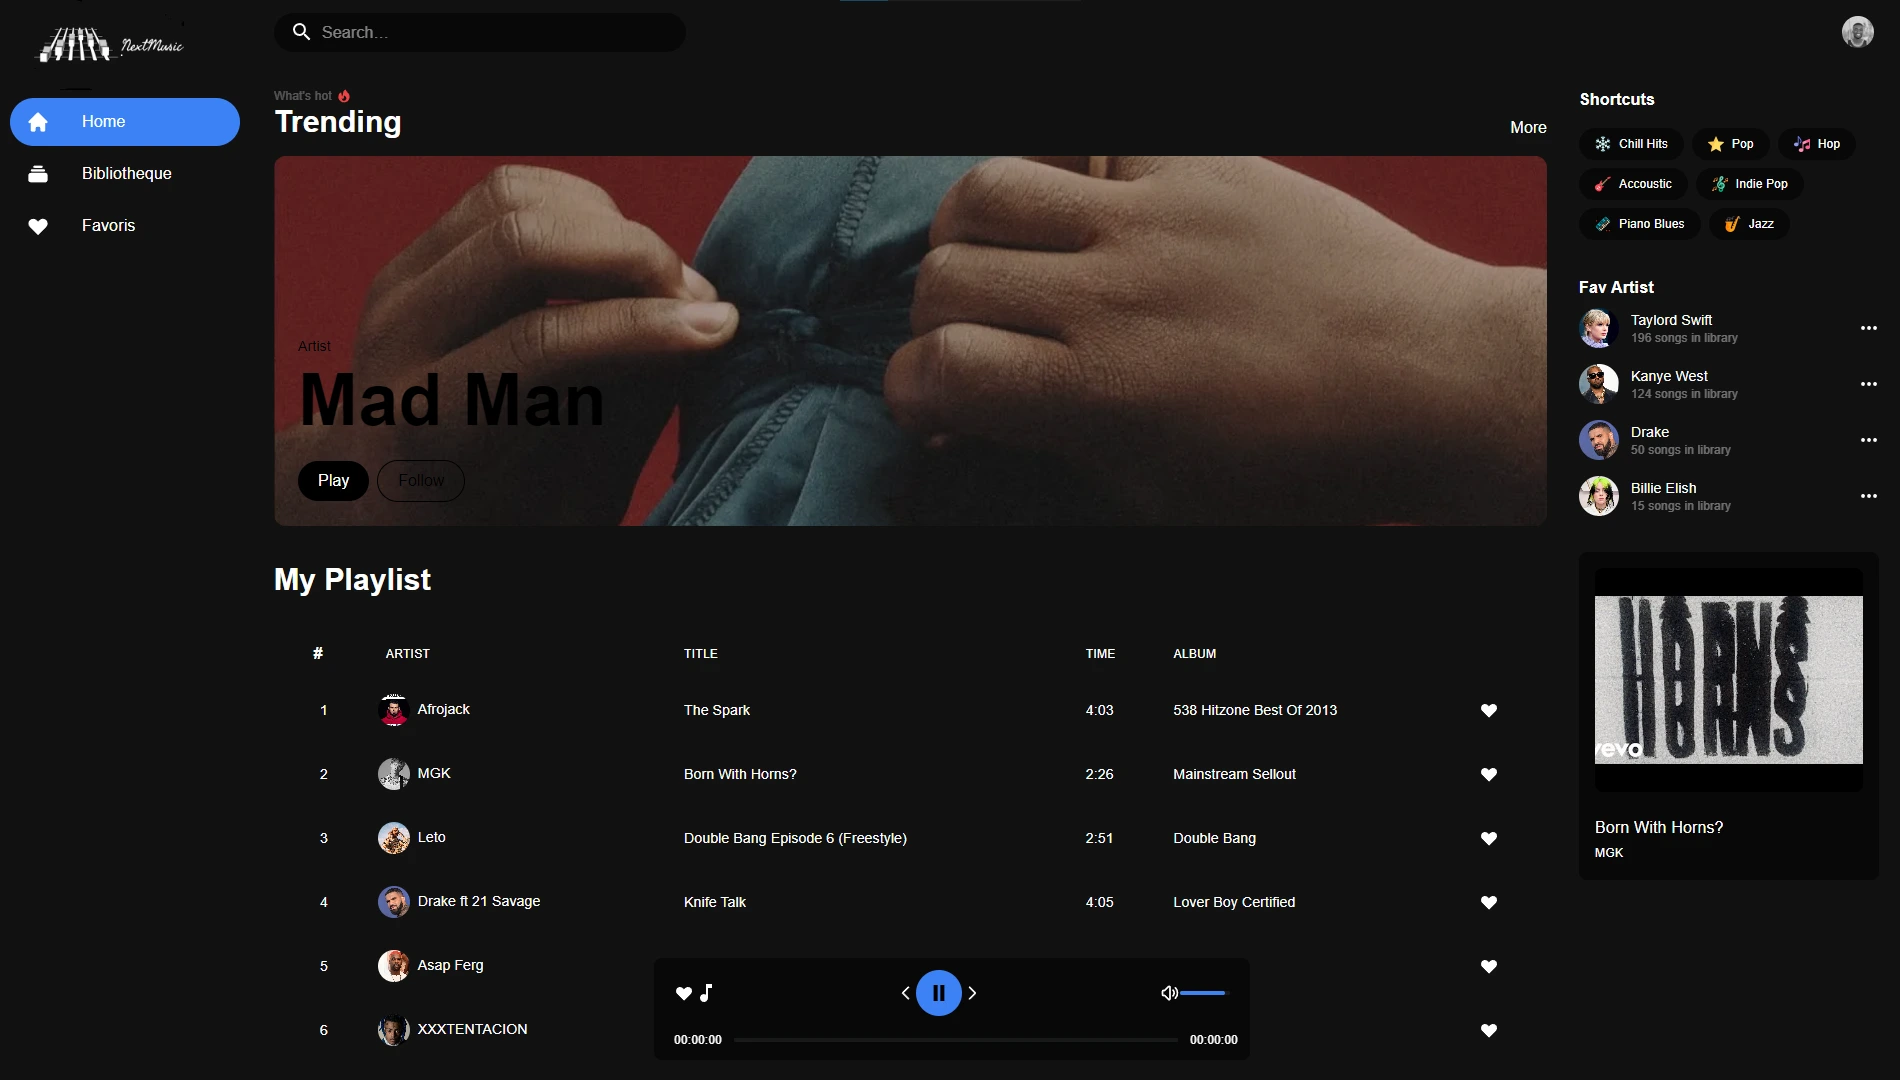 NextMusic
Search...
Home
Bibliotheque
Favoris
What's hot
Trending
More
Artist
Mad Man
Play
Follow
My Playlist
# ARTIST TITLE TIME ALBUM
1 Afrojack The Spark 4:03 538 Hitzone Best Of 2013
2 MGK Born With Horns? 2:26 Mainstream Sellout
3 Leto Double Bang Episode 6 (Freestyle) 2:51 Double Bang
4 Drake ft 21 Savage Knife Talk 4:05 Lover Boy Certified
5 Asap Ferg
6 XXXTENTACION
00:00:00 00:00:00
Shortcuts
Chill Hits Pop Hop
Accoustic Indie Pop
Piano Blues Jazz
Fav Artist
Taylord Swift
196 songs in library
Kanye West
124 songs in library
Drake
50 songs in library
Billie Elish
15 songs in library
HORNS
vevo
Born With Horns?
MGK